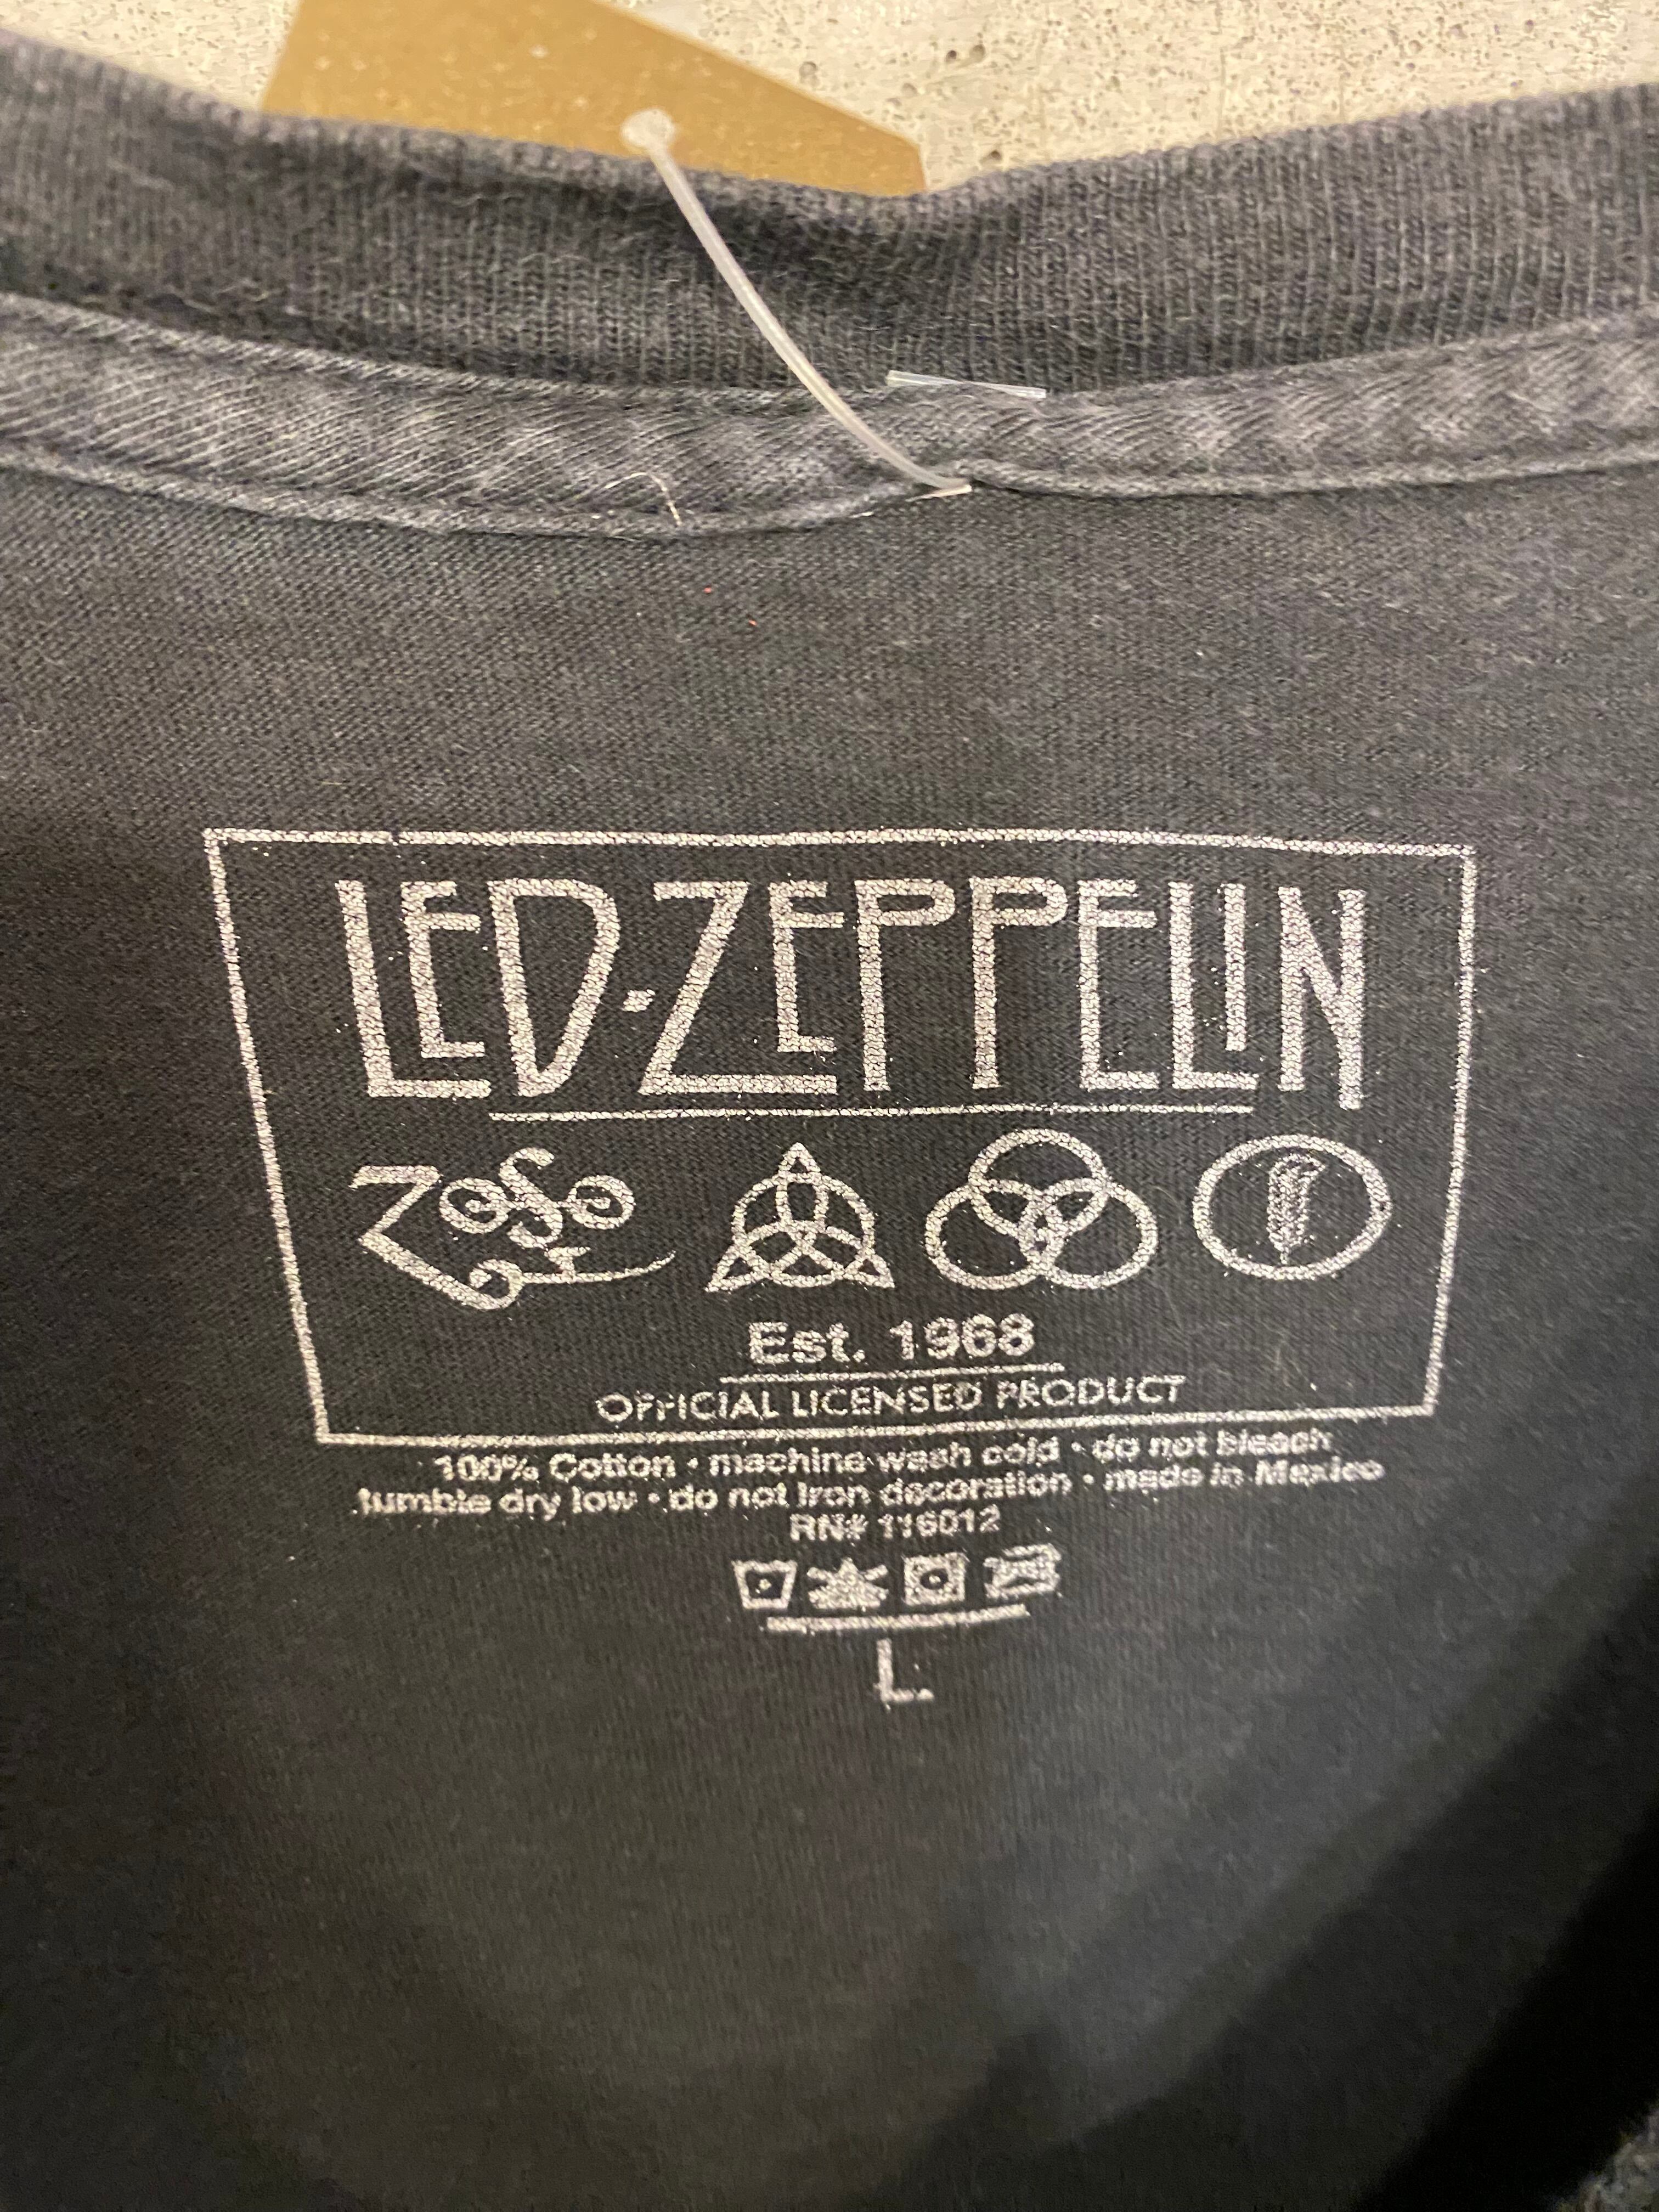 LED·ZEPPELIN
ZOSO
Est. 1968
OFFICIAL LICENSED PRODUCT
100% Cotton • machine wash cold • do not bleach
tumble dry low • do not iron decoration • made in Mexico
RN# 116012
L